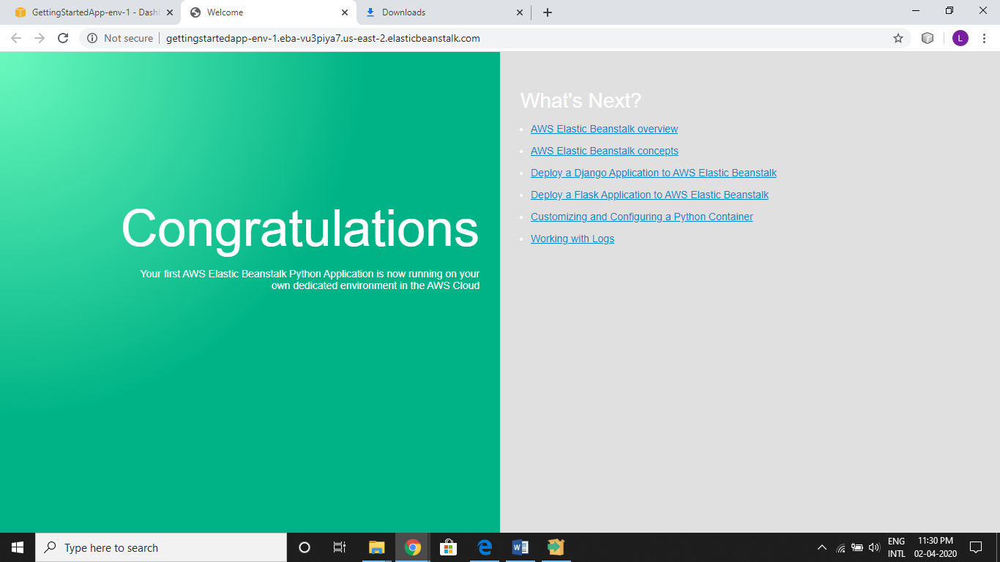 GettingStartedApp-env-1 - Dash
Welcome
Downloads
Not secure
gettingstartedapp-env-1.eba-vu3piya7.us-east-2.elasticbeanstalk.com
L
Congratulations
Your first AWS Elastic Beanstalk Python Application is now running on your
own dedicated environment in the AWS Cloud
What's Next?
AWS Elastic Beanstalk overview
AWS Elastic Beanstalk concepts
Deploy a Django Application to AWS Elastic Beanstalk
Deploy a Flask Application to AWS Elastic Beanstalk
Customizing and Configuring a Python Container
Working with Logs
Type here to search
ENG
INTL
11:30 PM
02-04-2020